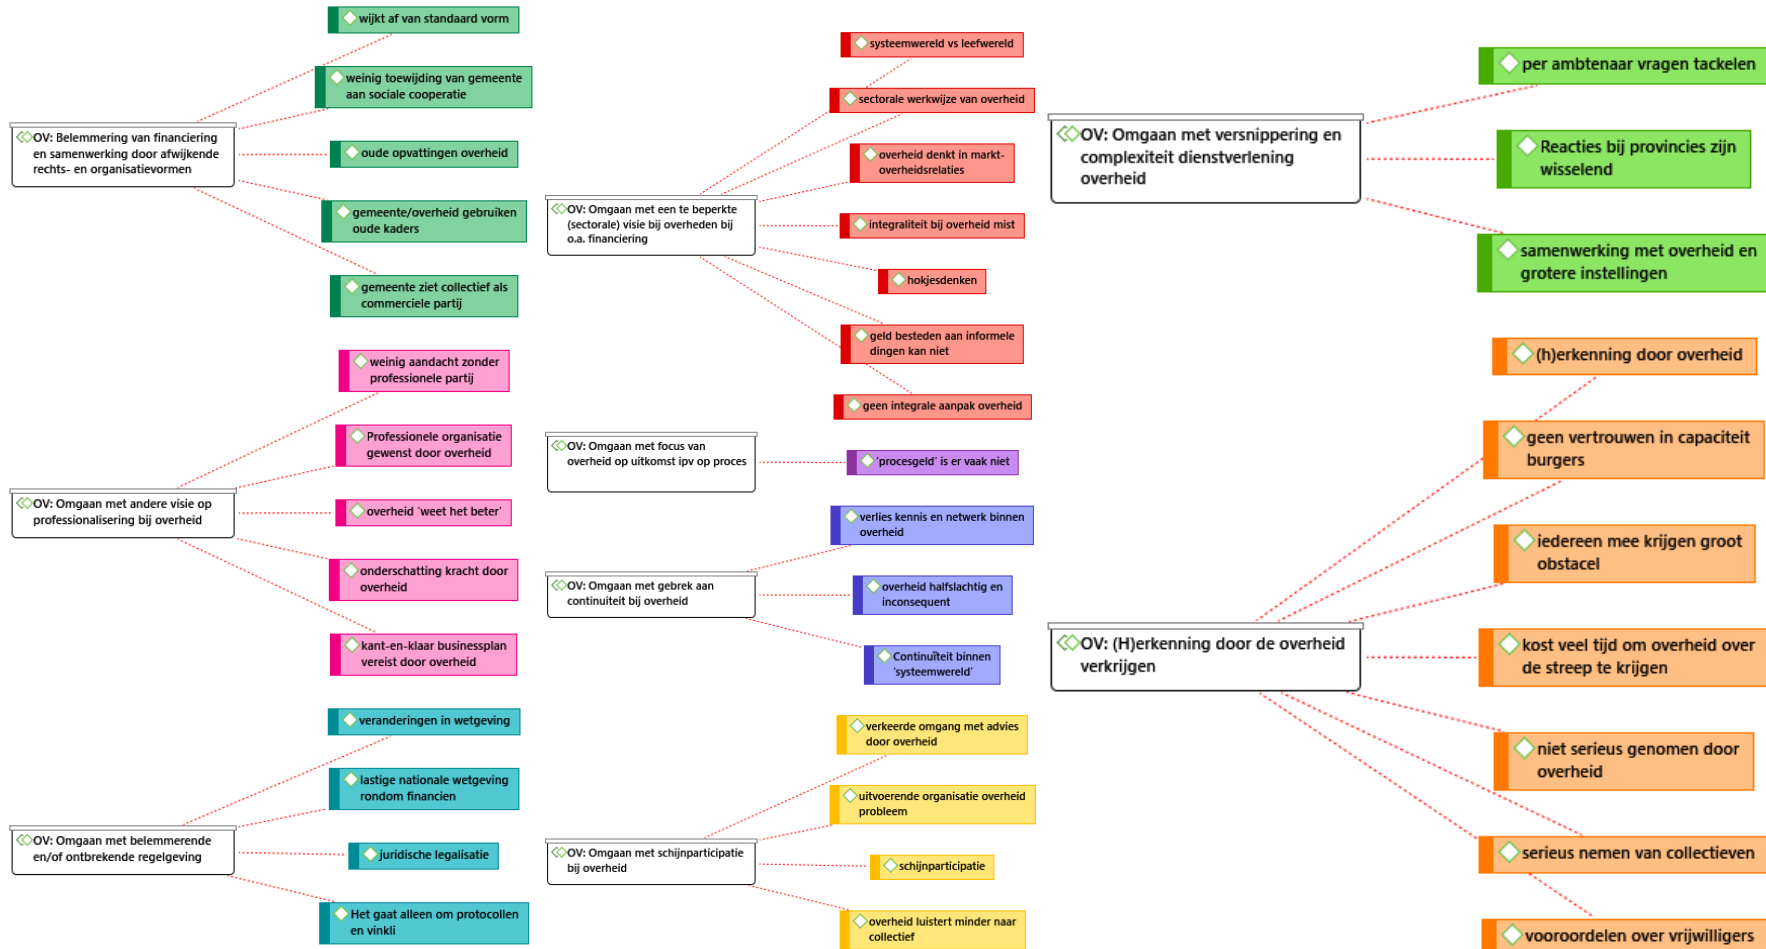 wijkt af van standaard vorm
weinig toewijding van gemeente
aan sociale cooperatie
OV: Belemmering van financiering
en samenwerking door afwijkende
rechts- en organisatievormen
oude opvattingen overheid
gemeente/overheid gebruiken
oude kaders
gemeente ziet collectief als
commerciele partij
weinig aandacht zonder
professionele partij
Professionele organisatie
gewenst door overheid
OV: Omgaan met andere visie op
professionalisering bij overheid
overheid 'weet het beter'
onderschatting kracht door
overheid
kant-en-klaar businessplan
vereist door overheid
veranderingen in wetgeving
lastige nationale wetgeving
rondom financien
OV: Omgaan met belemmerende
en/of ontbrekende regelgeving
juridische legalisatie
Het gaat alleen om protocollen
en vinkli
systeemwereld vs leefwereld
sectorale werkwijze van overheid
overheid denkt in markt-
overheidsrelaties
OV: Omgaan met een te beperkte
(sectorale) visie bij overheden bij
o.a. financiering
integraliteit bij overheid mist
hokjesdenken
geld besteden aan informele
dingen kan niet
geen integrale aanpak overheid
OV: Omgaan met focus van
overheid op uitkomst ipv op proces
'procesgeld' is er vaak niet
verlies kennis en netwerk binnen
overheid
OV: Omgaan met gebrek aan
continuiteit bij overheid
overheid halfslachtig en
inconsequent
Continuïteit binnen
'systeemwereld'
verkeerde omgang met advies
door overheid
uitvoerende organisatie overheid
probleem
OV: Omgaan met schijnparticipatie
bij overheid
schijnparticipatie
overheid luistert minder naar
collectief
per ambtenaar vragen tackelen
OV: Omgaan met versnippering en
complexiteit dienstverlening
overheid
Reacties bij provincies zijn
wisselend
samenwerking met overheid en
grotere instellingen
(h)erkenning door overheid
geen vertrouwen in capaciteit
burgers
iedereen mee krijgen groot
obstacel
OV: (H)erkenning door de overheid
verkrijgen
kost veel tijd om overheid over
de streep te krijgen
niet serieus genomen door
overheid
serieus nemen van collectieven
vooroordelen over vrijwilligers